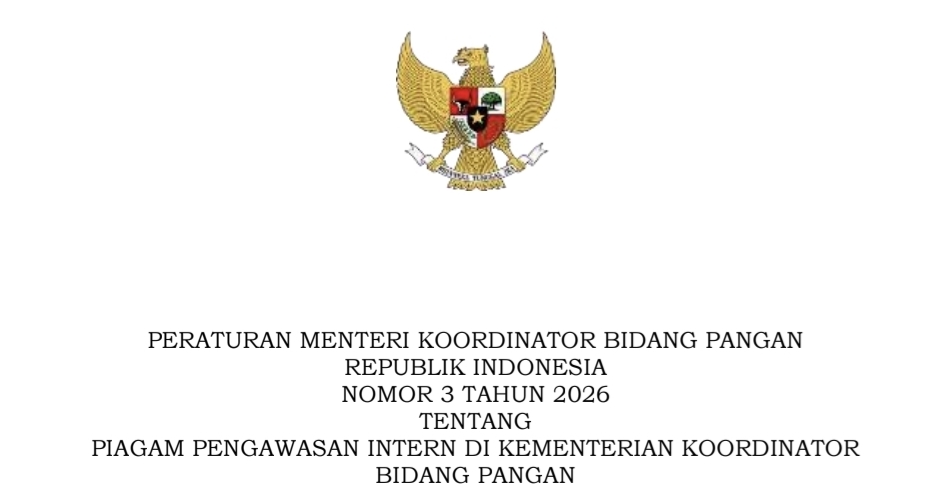 PERATURAN MENTERI KOORDINATOR BIDANG PANGAN
REPUBLIK INDONESIA
NOMOR 3 TAHUN 2026
TENTANG
PIAGAM PENGAWASAN INTERN DI KEMENTERIAN KOORDINATOR
BIDANG PANGAN